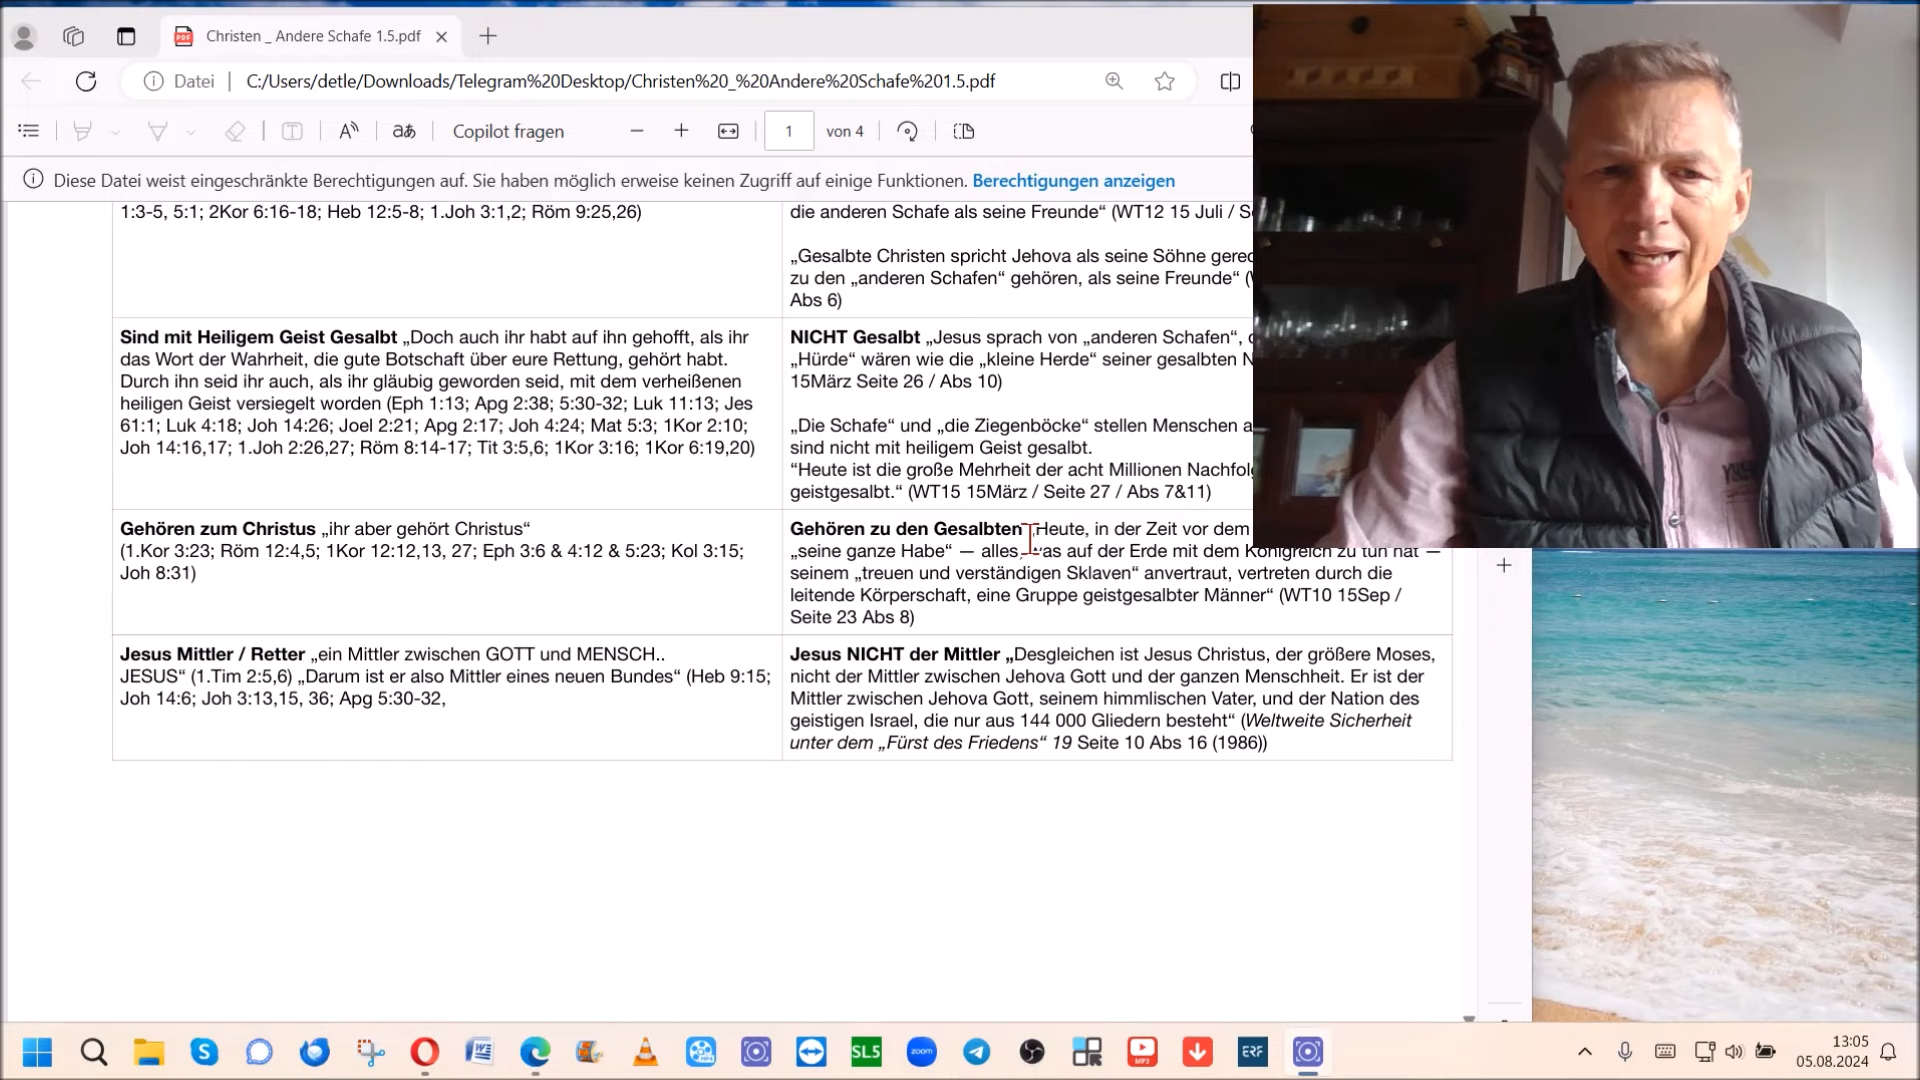 Christen _ Andere Schafe 1.5.pdf
Datei
C:/Users/detle/Downloads/Telegram%20Desktop/Christen%20_%20Andere%20Schafe%201.5.pdf
Copilot fragen
1
von 4
Diese Datei weist eingeschränkte Berechtigungen auf. Sie haben möglich erweise keinen Zugriff auf einige Funktionen. Berechtigungen anzeigen
1:3-5, 5:1; 2Kor 6:16-18; Heb 12:5-8; 1.Joh 3:1,2; Röm 9:25,26)
die anderen Schafe als seine Freunde“ (WT12 15 Juli /
„Gesalbte Christen spricht Jehova als seine Söhne
zu den „anderen Schafen“ gehören, als seine Freunde“
Abs 6)
Sind mit Heiligem Geist Gesalbt „Doch auch ihr habt auf ihn gehofft, als ihr
das Wort der Wahrheit, die gute Botschaft über eure Rettung, gehört habt.
Durch ihn seid ihr auch, als ihr gläubig geworden seid, mit dem verheißenen
heiligen Geist versiegelt worden (Eph 1:13; Apg 2:38; 5:30-32; Luk 11:13; Jes
61:1; Luk 4:18; Joh 14:26; Joel 2:21; Apg 2:17; Joh 4:24; Mat 5:3; 1Kor 2:10;
Joh 14:16,17; 1.Joh 2:26,27; Röm 8:14-17; Tit 3:5,6; 1Kor 3:16; 1Kor 6:19,20)
NICHT Gesalbt „Jesus sprach von „anderen Schafen“,
„Hürde“ wären wie die „kleine Herde“ seiner gesalbten
15März Seite 26 / Abs 10)
„Die Schafe“ und „die Ziegenböcke“ stellen Menschen
sind nicht mit heiligem Geist gesalbt.
“Heute ist die große Mehrheit der acht Millionen
geistgesalbt.“ (WT15 15März / Seite 27 / Abs 7&11)
Gehören zum Christus „ihr aber gehört Christus“
(1.Kor 3:23; Röm 12:4,5; 1Kor 12:12,13, 27; Eph 3:6 & 4:12 & 5:23; Kol 3:15;
Joh 8:31)
Gehören zu den Gesalbten „Heute, in der Zeit vor dem
„seine ganze Habe“ — alles, was auf der Erde mit dem Königreich zu tun hat —
seinem „treuen und verständigen Sklaven“ anvertraut, vertreten durch die
leitende Körperschaft, eine Gruppe geistgesalbter Männer“ (WT10 15Sep /
Seite 23 Abs 8)
Jesus Mittler / Retter „ein Mittler zwischen GOTT und MENSCH..
JESUS“ (1.Tim 2:5,6) „Darum ist er also Mittler eines neuen Bundes“ (Heb 9:15;
Joh 14:6; Joh 3:13,15, 36; Apg 5:30-32,
Jesus NICHT der Mittler „Desgleichen ist Jesus Christus, der größere Moses,
nicht der Mittler zwischen Jehova Gott und der ganzen Menschheit. Er ist der
Mittler zwischen Jehova Gott, seinem himmlischen Vater, und der Nation des
geistigen Israel, die nur aus 144 000 Gliedern besteht“ (Weltweite Sicherheit
unter dem „Fürst des Friedens“ 19 Seite 10 Abs 16 (1986))
SL5
zoom
MP3
ERF
13:05
05.08.2024